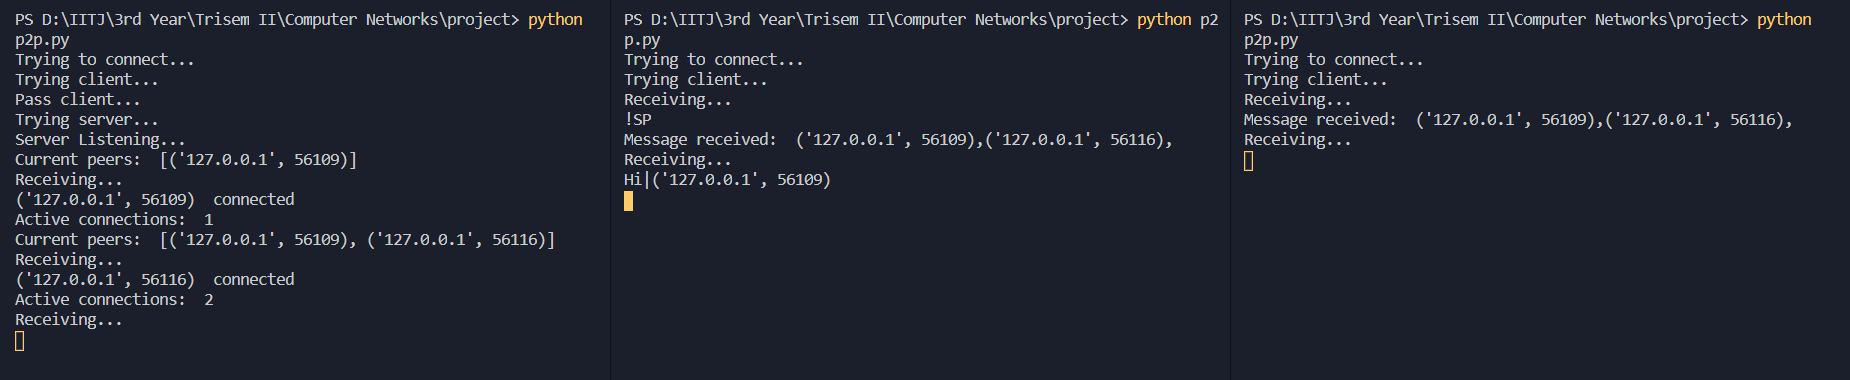 PS D:\IITJ\3rd Year\Trisem II\Computer Networks\project> python
p2p.py
Trying to connect...
Trying client...
Pass client...
Trying server...
Server Listening...
Current peers:  [('127.0.0.1', 56109)]
Receiving...
('127.0.0.1', 56109)  connected
Active connections:  1
Current peers:  [('127.0.0.1', 56109), ('127.0.0.1', 56116)]
Receiving...
('127.0.0.1', 56116)  connected
Active connections:  2
Receiving...
PS D:\IITJ\3rd Year\Trisem II\Computer Networks\project> python p2
p.py
Trying to connect...
Trying client...
Receiving...
!SP
Message received:  ('127.0.0.1', 56109),('127.0.0.1', 56116),
Receiving...
Hi|('127.0.0.1', 56109)
PS D:\IITJ\3rd Year\Trisem II\Computer Networks\project> python
p2p.py
Trying to connect...
Trying client...
Receiving...
Message received:  ('127.0.0.1', 56109),('127.0.0.1', 56116),
Receiving...